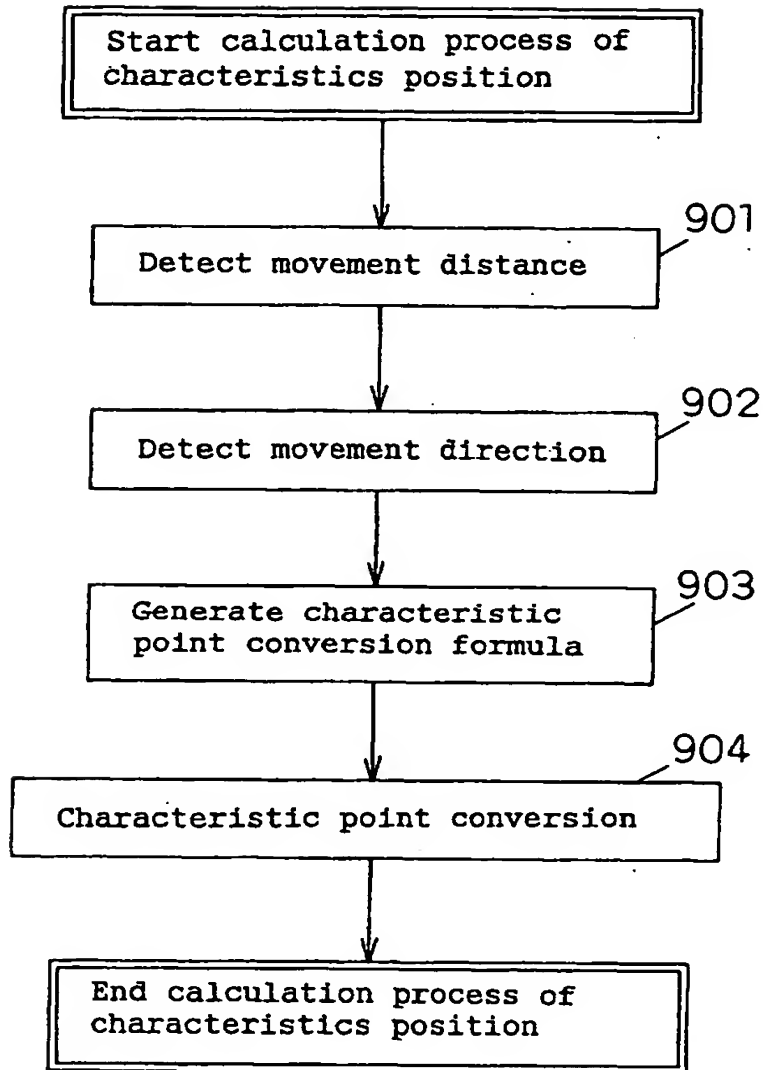 Start calculation process of
characteristics position
901
Detect movement distance
902
Detect movement direction
903
Generate characteristic
point conversion formula
904
Characteristic point conversion
End calculation process of
characteristics position